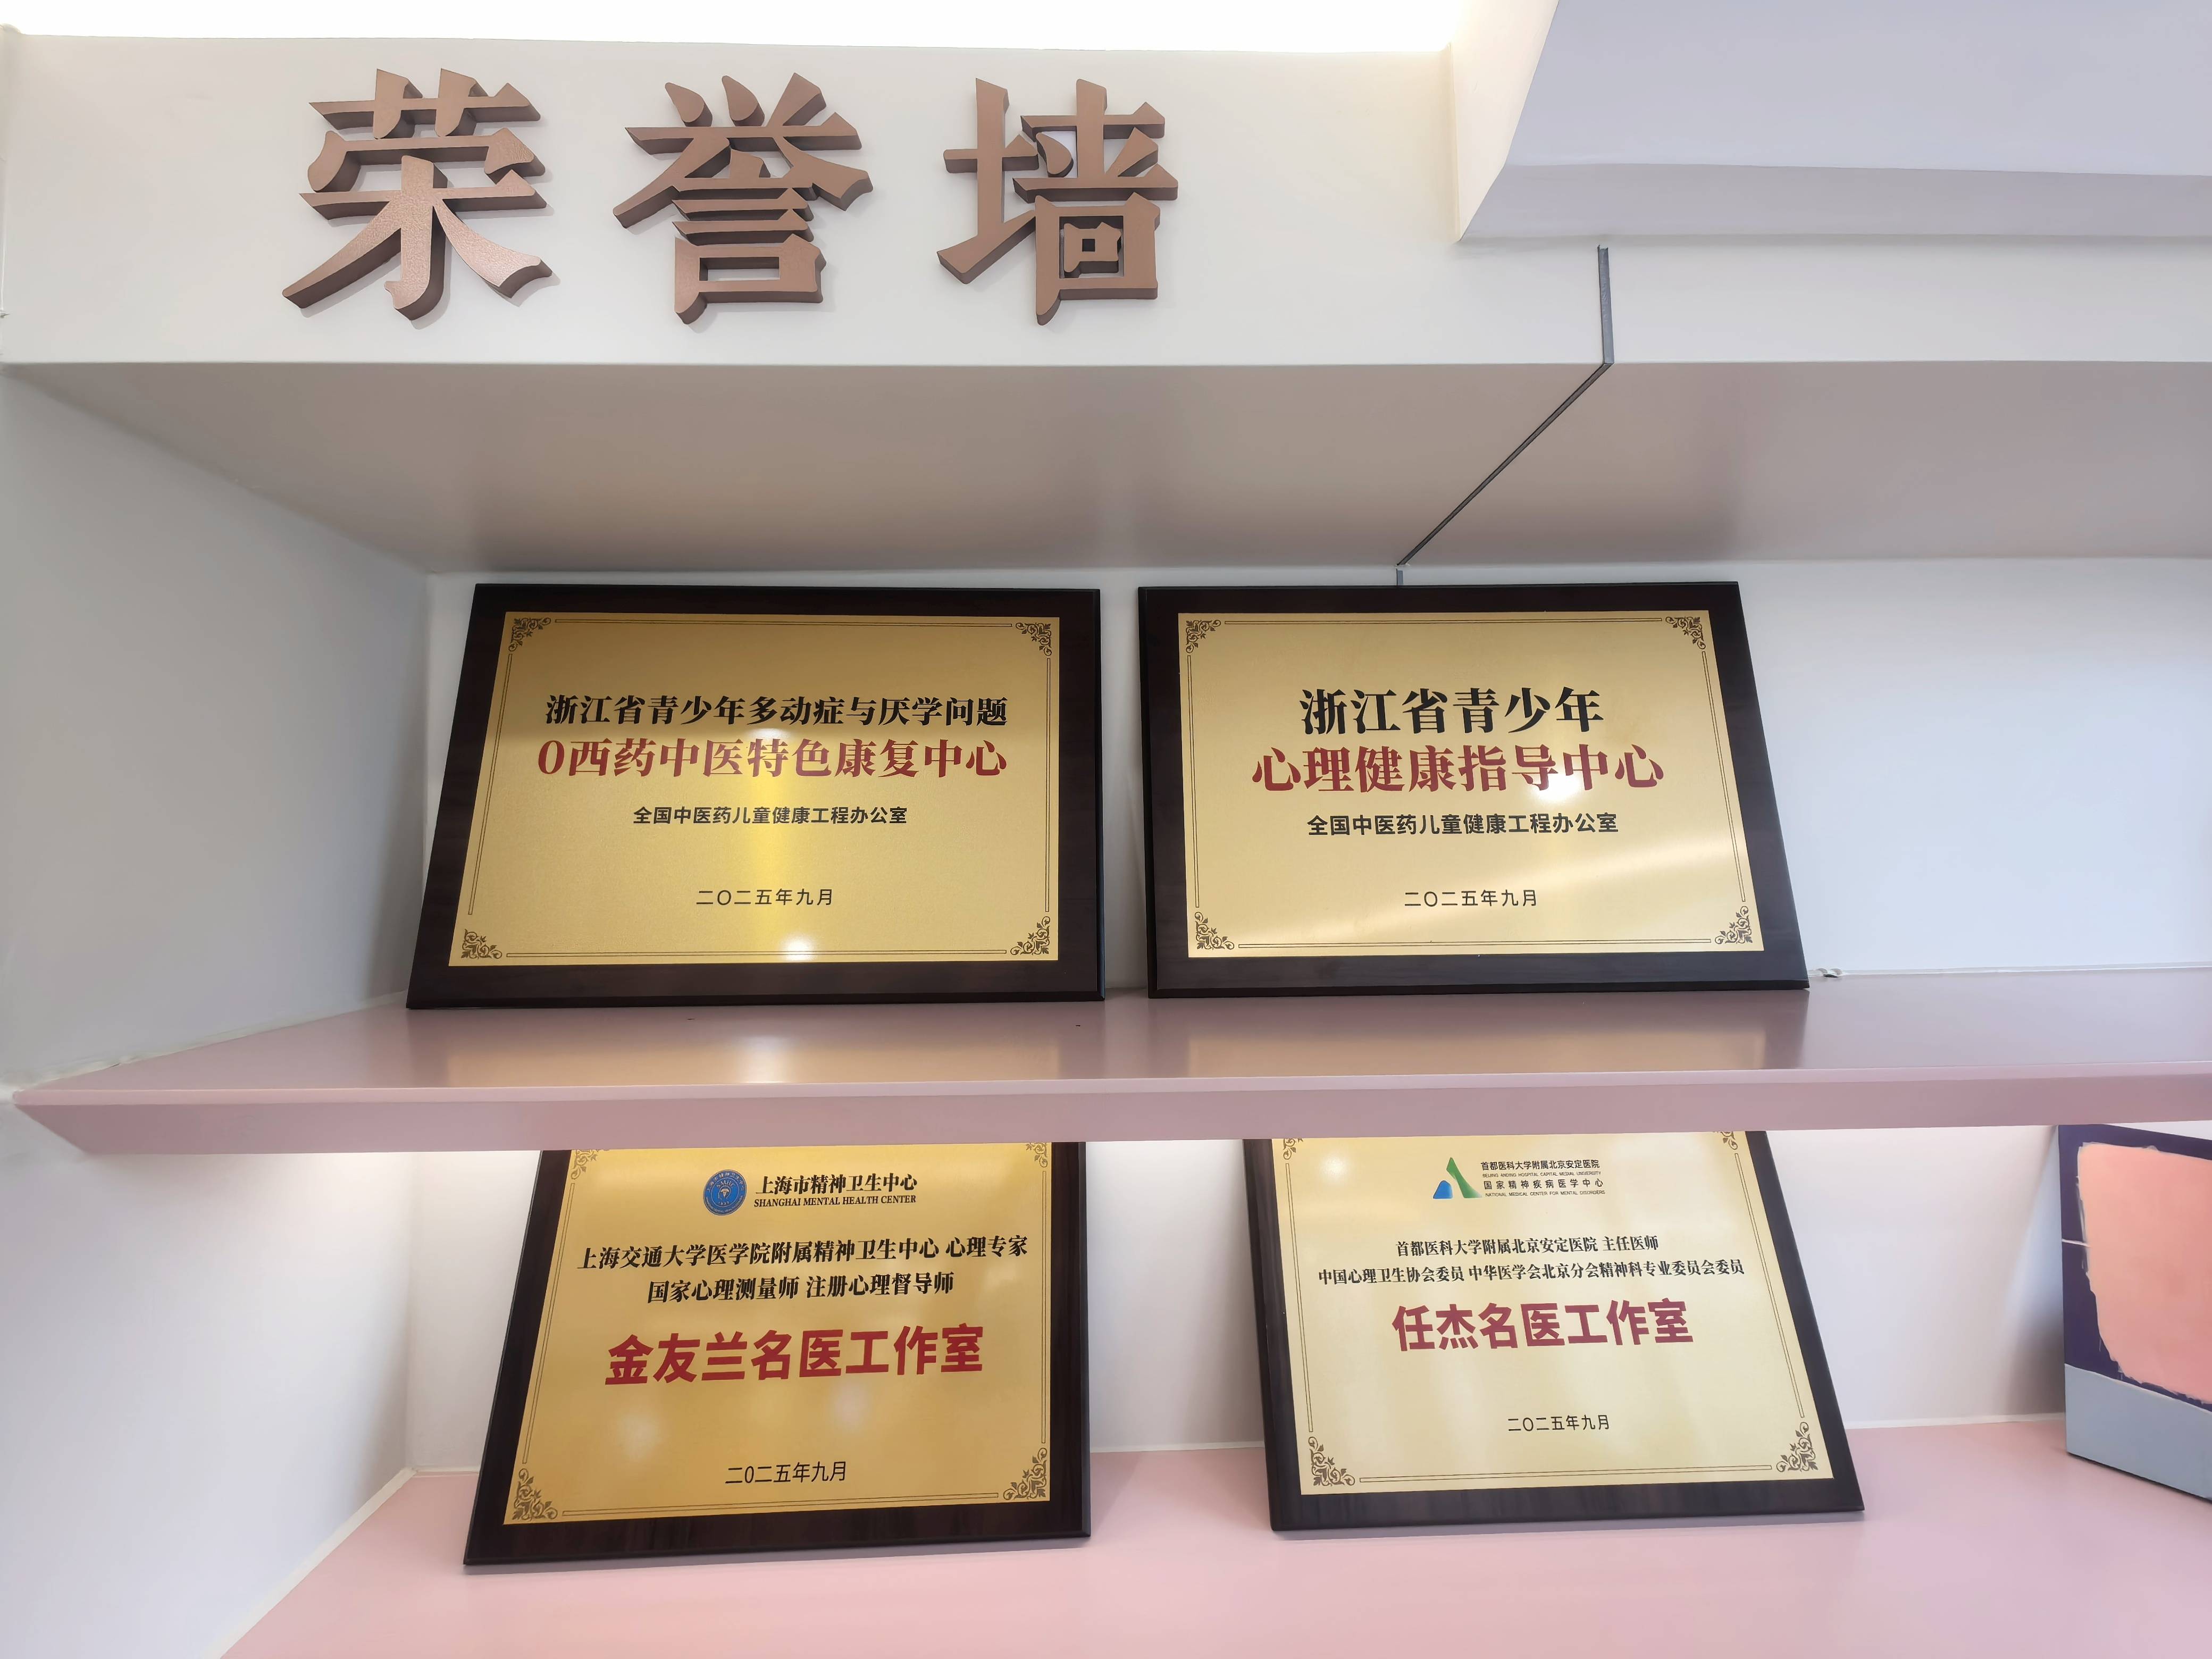 荣誉墙
浙江省青少年多动症与厌学问题
0西药中医特色康复中心
全国中医药儿童健康工程办公室
二〇二五年九月
浙江省青少年
心理健康指导中心
全国中医药儿童健康工程办公室
二〇二五年九月
上海市精神卫生中心
SHANGHAI MENTAL HEALTH CENTER
上海交通大学医学院附属精神卫生中心 心理专家
国家心理测量师 注册心理督导师
金友兰名医工作室
二〇二五年九月
首都医科大学附属北京安定医院
BEIJING ANDING HOSPITAL CAPITAL MEDIAL UNIVERSITY
国家精神疾病医学中心
NATIONAL MEDICAL CENTER FOR MENTAL DISORDERS
首都医科大学附属北京安定医院 主任医师
中国心理卫生协会委员 中华医学会北京分会精神科专业委员会委员
任杰名医工作室
二〇二五年九月